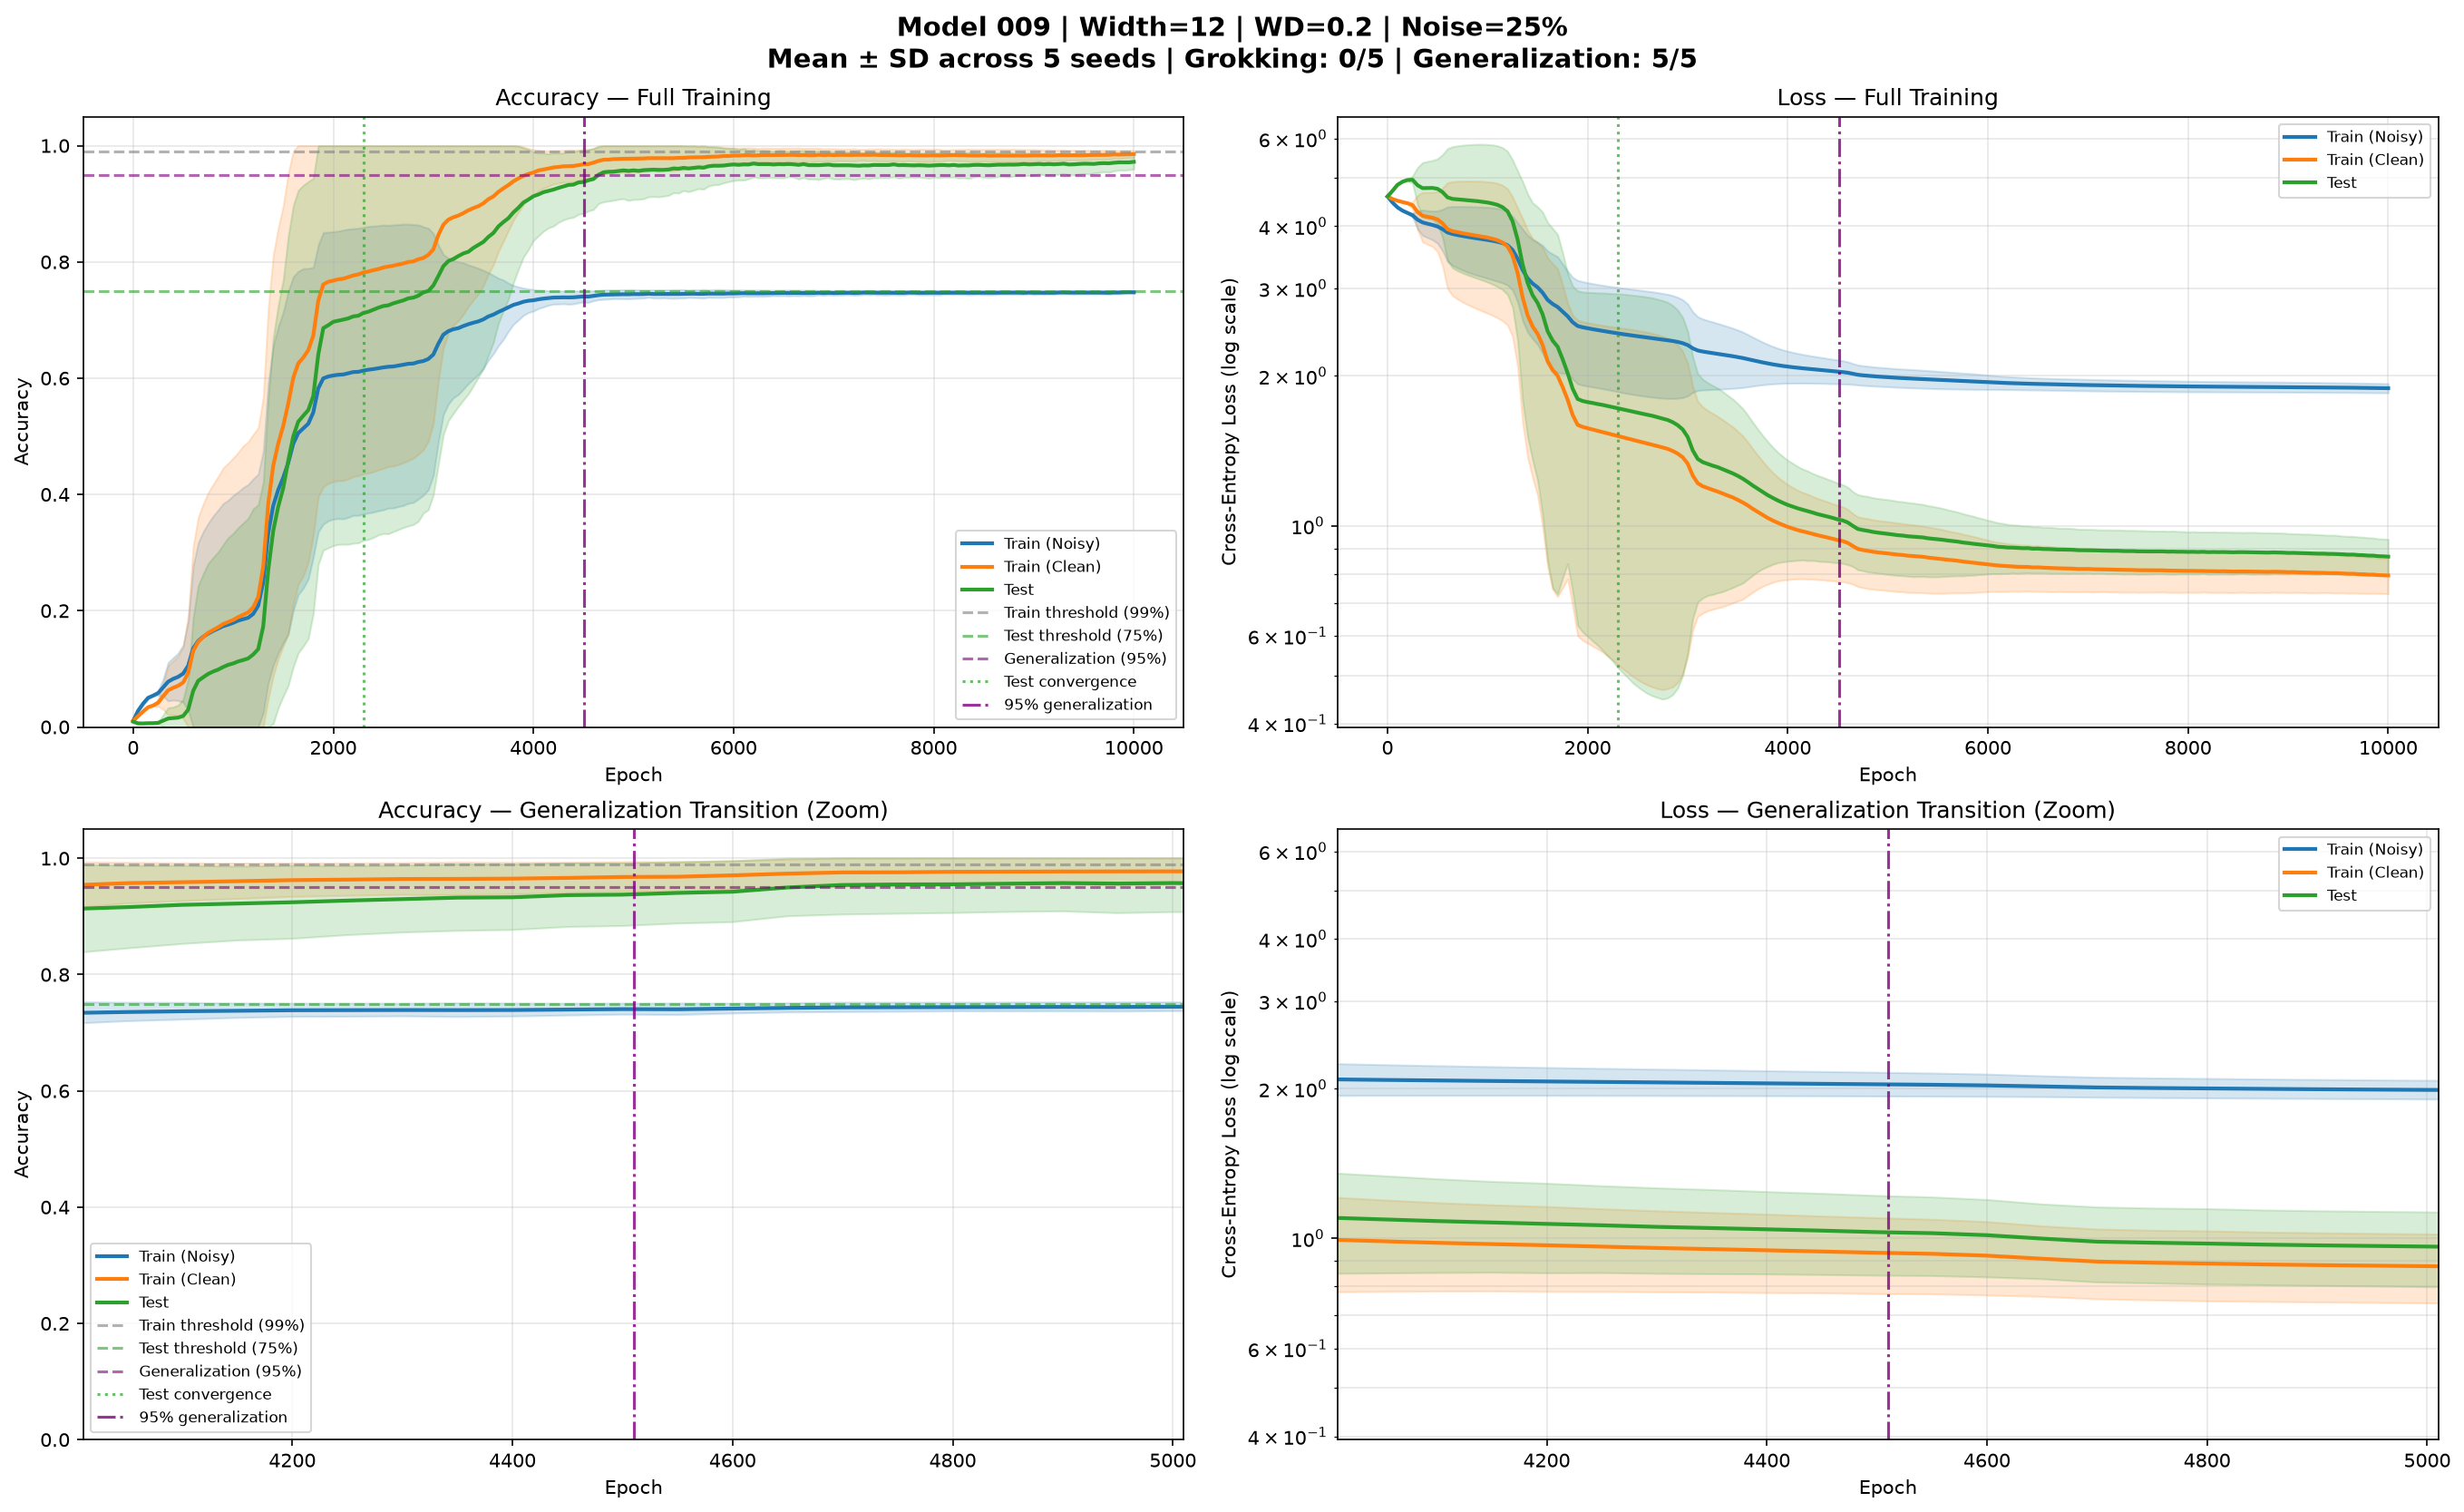 Model 009 | Width=12 | WD=0.2 | Noise=25%
Mean ± SD across 5 seeds | Grokking: 0/5 | Generalization: 5/5
Accuracy — Full Training
Accuracy
1.0
0.8
0.6
0.4
0.2
0.0
0 2000 4000 6000 8000 10000
Epoch
Train (Noisy)
Train (Clean)
Test
Train threshold (99%)
Test threshold (75%)
Generalization (95%)
Test convergence
95% generalization
Loss — Full Training
Cross-Entropy Loss (log scale)
6 × 10⁰
4 × 10⁰
3 × 10⁰
2 × 10⁰
10⁰
6 × 10⁻¹
4 × 10⁻¹
0 2000 4000 6000 8000 10000
Epoch
Train (Noisy)
Train (Clean)
Test
Accuracy — Generalization Transition (Zoom)
Accuracy
1.0
0.8
0.6
0.4
0.2
0.0
4200 4400 4600 4800 5000
Epoch
Train (Noisy)
Train (Clean)
Test
Train threshold (99%)
Test threshold (75%)
Generalization (95%)
Test convergence
95% generalization
Loss — Generalization Transition (Zoom)
Cross-Entropy Loss (log scale)
6 × 10⁰
4 × 10⁰
3 × 10⁰
2 × 10⁰
10⁰
6 × 10⁻¹
4 × 10⁻¹
4200 4400 4600 4800 5000
Epoch
Train (Noisy)
Train (Clean)
Test